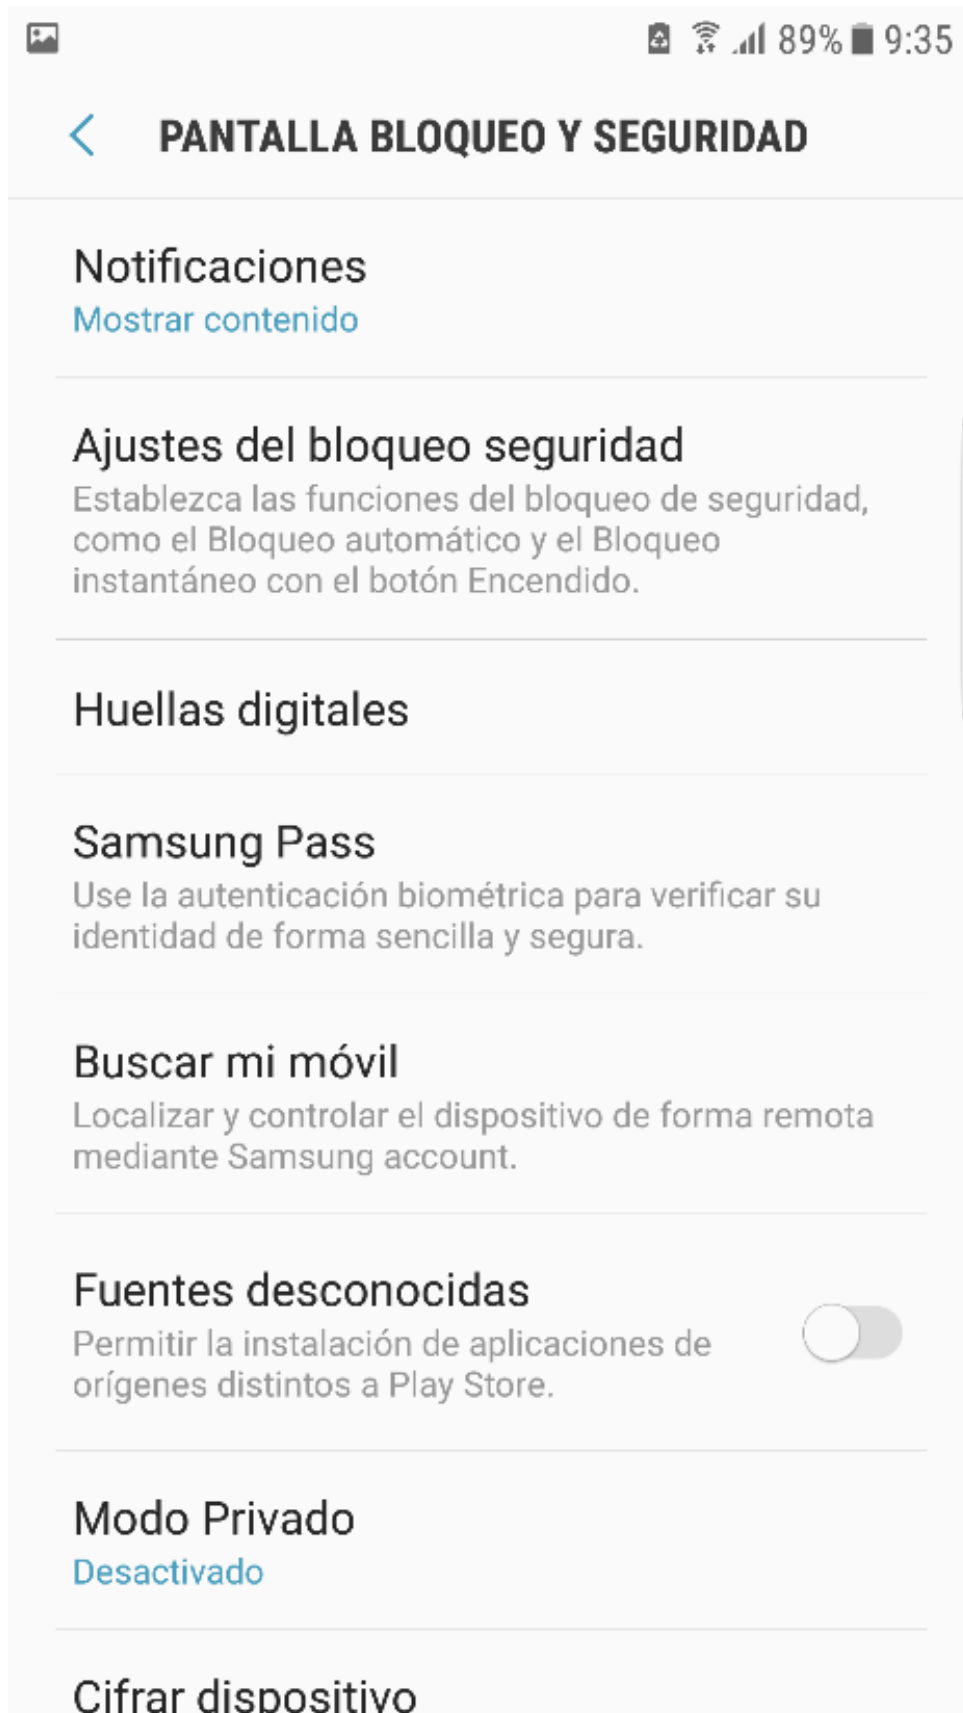 89% 9:35
PANTALLA BLOQUEO Y SEGURIDAD
Notificaciones
Mostrar contenido
Ajustes del bloqueo seguridad
Establezca las funciones del bloqueo de seguridad,
como el Bloqueo automático y el Bloqueo
instantáneo con el botón Encendido.
Huellas digitales
Samsung Pass
Use la autenticación biométrica para verificar su
identidad de forma sencilla y segura.
Buscar mi móvil
Localizar y controlar el dispositivo de forma remota
mediante Samsung account.
Fuentes desconocidas
Permitir la instalación de aplicaciones de
orígenes distintos a Play Store.
Modo Privado
Desactivado
Cifrar dispositivo